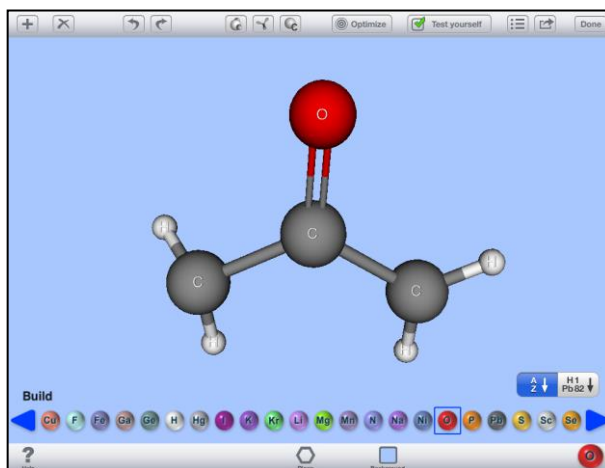 Optimize Test yourself Done
O
C
H
C C H
H H
A Z H1 Pb82
Build
Cu F Fe Ga Ge H Hg I K Kr Li Mg Mn N Na Ni O P Pb S Sc Se
? O